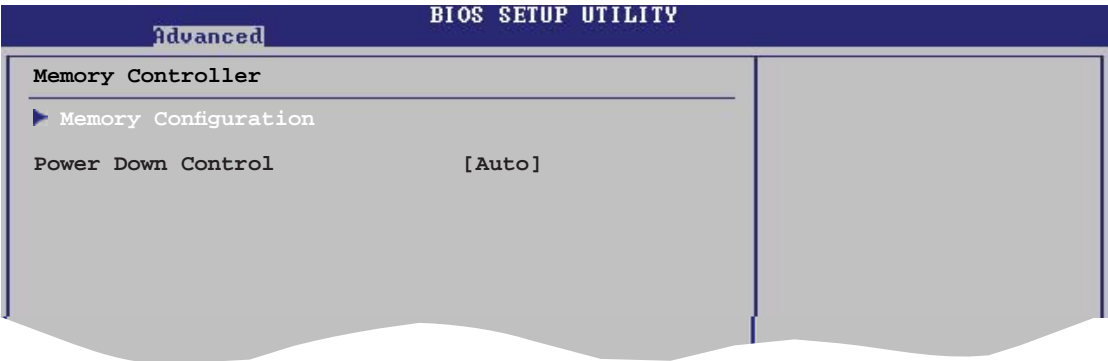 BIOS SETUP UTILITY
Advanced
Memory Controller
Memory Configuration
Power Down Control [Auto]